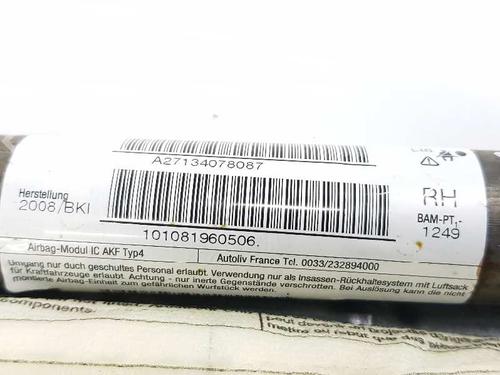 A27134078087
Herstellung
2008/BKI
101081960506.
RH
BAM-PT₁-
1249
Airbag-Modul IC AKF Typ4
Autoliv France Tel. 0033/232894000
Umgang nur durch geschultes Personal erlaubt. Verwendung nur als Insassen-Rückhaltesystem mit Luftsack
für Kraftfahrzeuge erlaubt. Achtung - nur inerte Gegenstände verschrotten. Bei Auslösung kann die nicht
montierte Airbag-Einheit zum gefährlichen Wurfstück werden.
components.